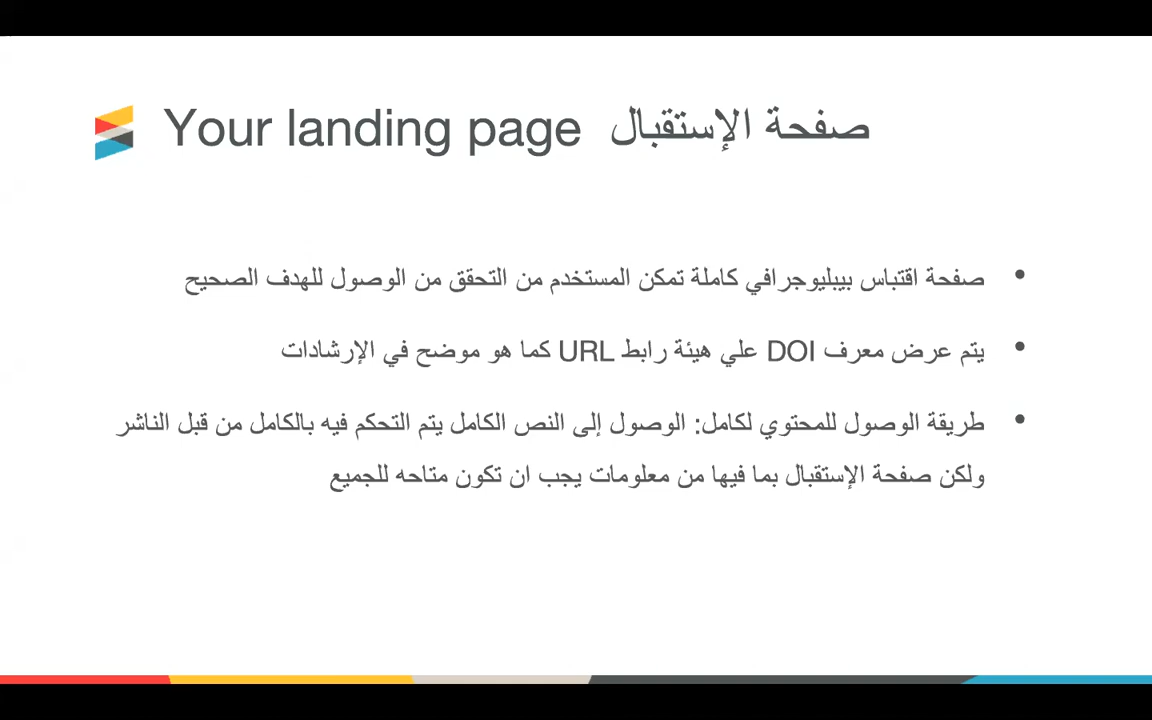 Your landing page صفحة الإستقبال
• صفحة اقتباس بيبليوجرافي كاملة تمكن المستخدم من التحقق من الوصول للهدف الصحيح
• يتم عرض معرف DOI علي هيئة رابط URL كما هو موضح في الإرشادات
• طريقة الوصول للمحتوي لكامل: الوصول إلى النص الكامل يتم التحكم فيه بالكامل من قبل الناشر
ولكن صفحة الإستقبال بما فيها من معلومات يجب ان تكون متاحه للجميع